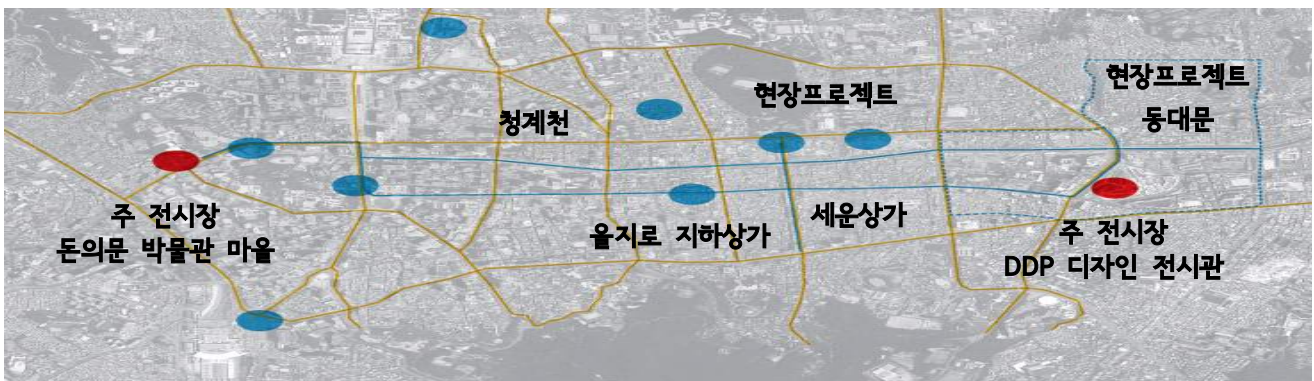 현장프로젝트
동대문
현장프로젝트
청계천
주 전시장
돈의문 박물관 마을
을지로 지하상가
세운상가
주 전시장
DDP 디자인 전시관